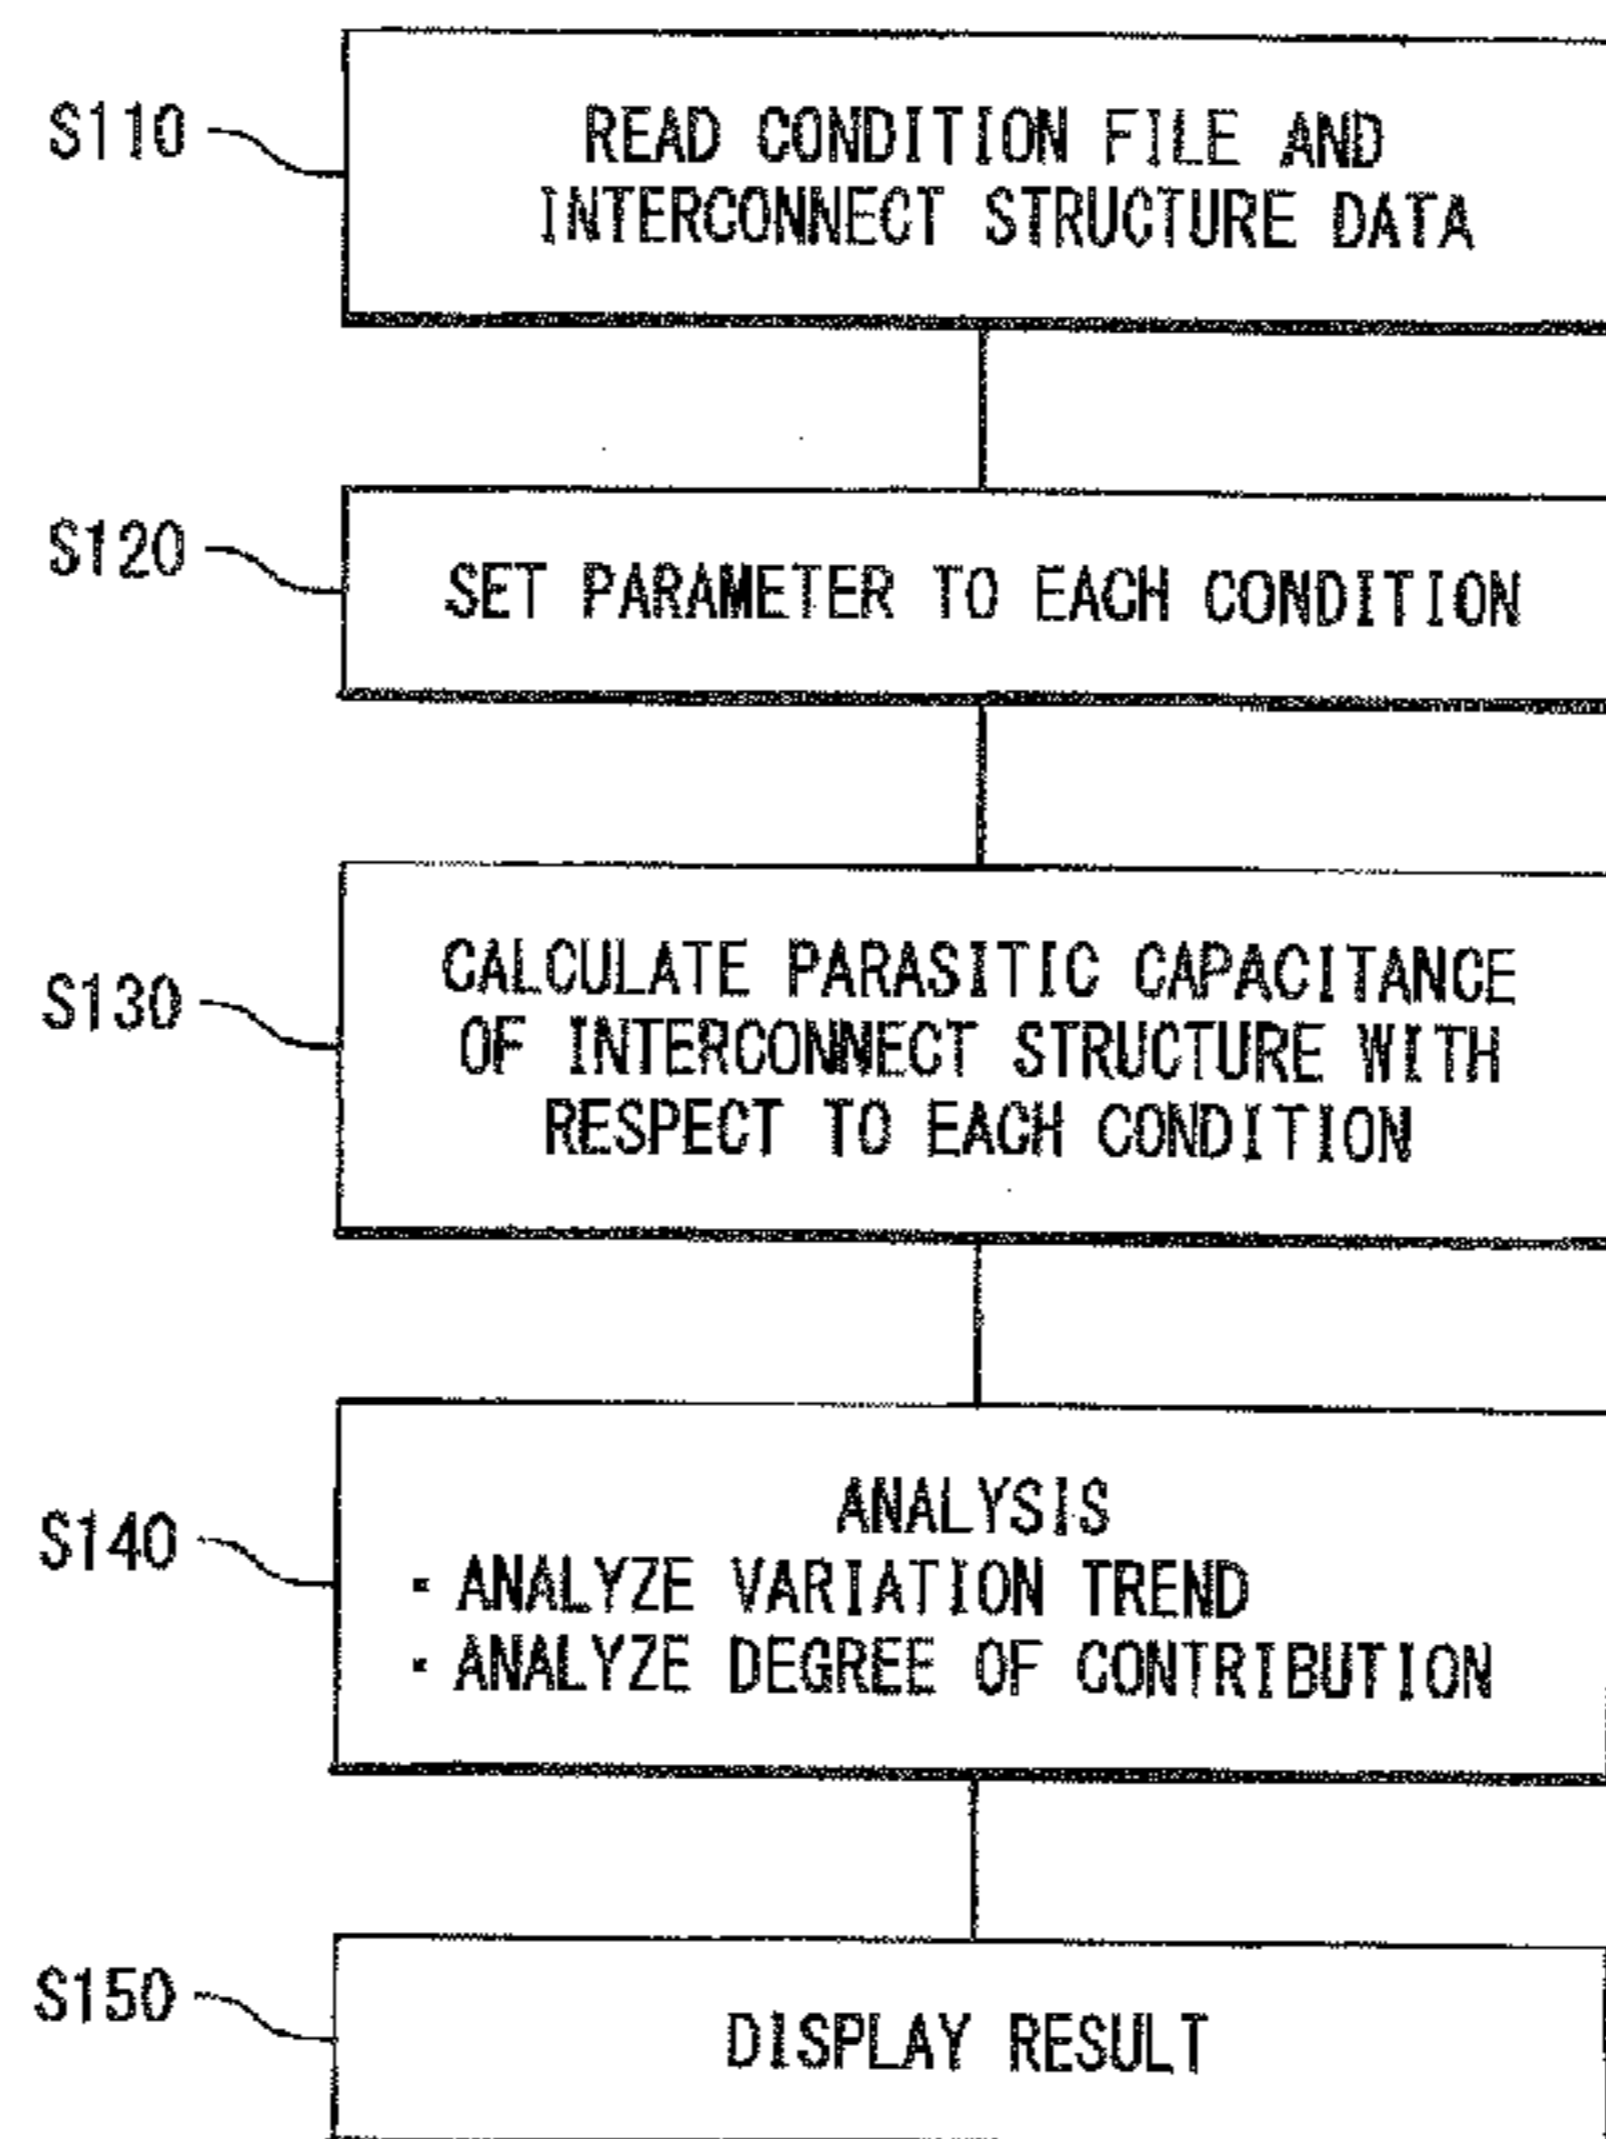 S110
READ CONDITION FILE AND
INTERCONNECT STRUCTURE DATA
S120
SET PARAMETER TO EACH CONDITION
S130
CALCULATE PARASITIC CAPACITANCE
OF INTERCONNECT STRUCTURE WITH
RESPECT TO EACH CONDITION
S140
ANALYSIS
▪ ANALYZE VARIATION TREND
▪ ANALYZE DEGREE OF CONTRIBUTION
S150
DISPLAY RESULT